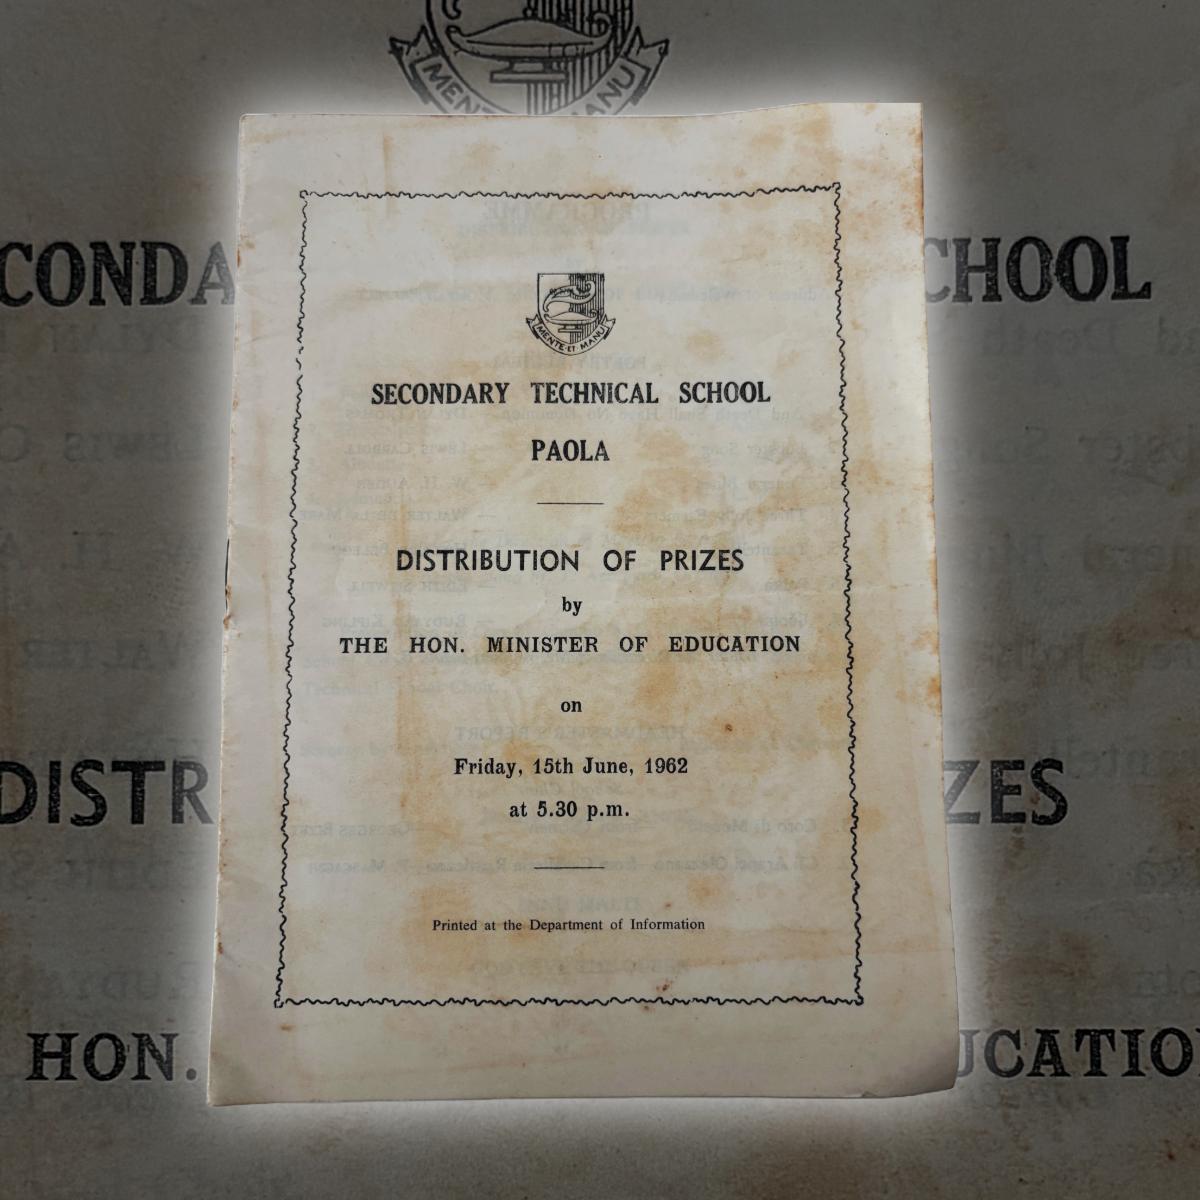 MENTE ET MANU
SECONDARY TECHNICAL SCHOOL
PAOLA
DISTRIBUTION OF PRIZES
by
THE HON. MINISTER OF EDUCATION
on
Friday, 15th June, 1962
at 5.30 p.m.
Printed at the Department of Information